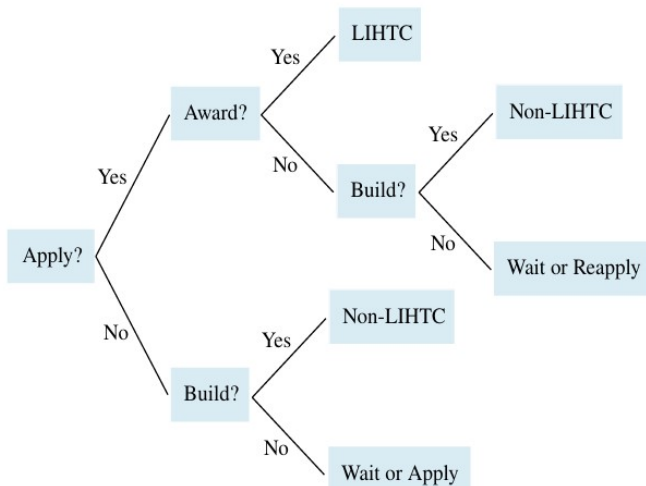 LIHTC
Yes
Award?
Non-LIHTC
Yes
No
Yes
Build?
No
Apply?
Wait or Reapply
Non-LIHTC
No
Yes
Build?
No
Wait or Apply